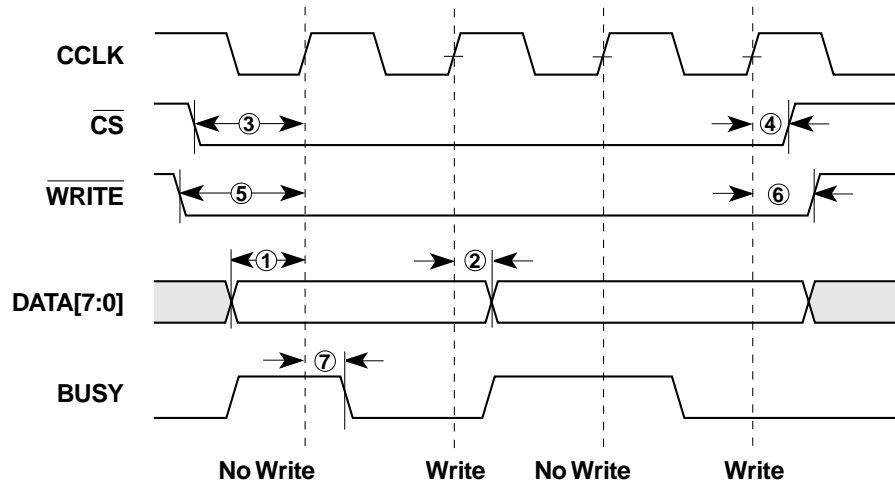 CCLK
CS
③
④
WRITE
⑤
⑥
①
②
DATA[7:0]
⑦
BUSY
No Write Write No Write Write